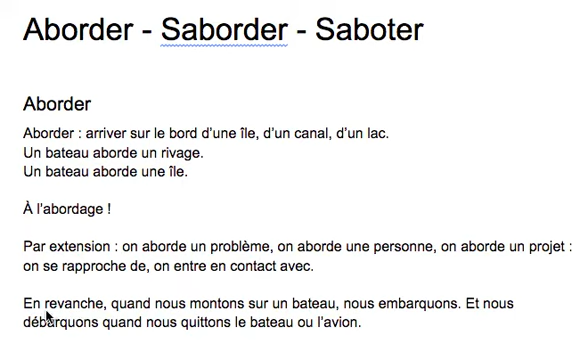 Aborder - Saborder - Saboter
Aborder
Aborder : arriver sur le bord d'une île, d'un canal, d'un lac.
Un bateau aborde un rivage.
Un bateau aborde une île.
À l'abordage !
Par extension : on aborde un problème, on aborde une personne, on aborde un projet :
on se rapproche de, on entre en contact avec.
En revanche, quand nous montons sur un bateau, nous embarquons. Et nous
débarquons quand nous quittons le bateau ou l'avion.